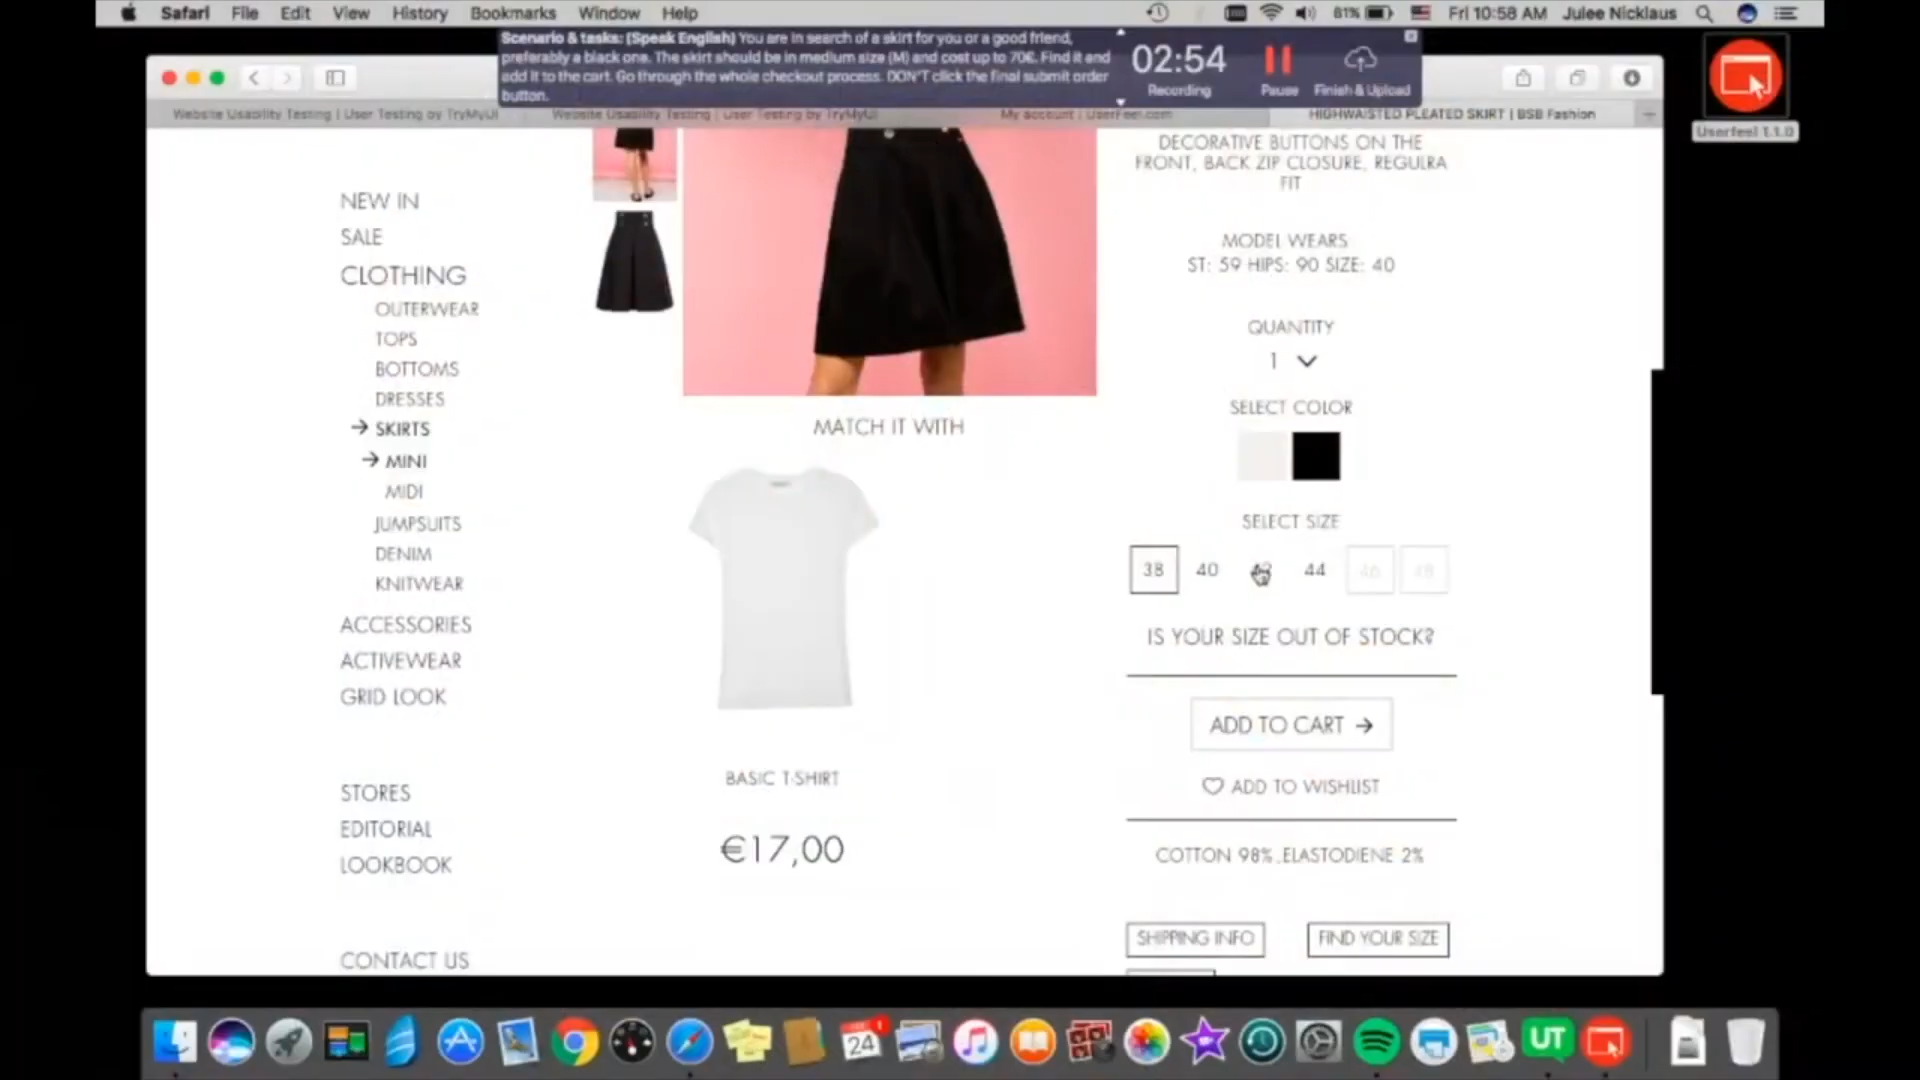 Safari File Edit View History Bookmarks Window Help
81% Fri 10:58 AM Julee Nicklaus
Scenario & tasks: (Speak English) You are in search of a skirt for you or a good friend,
preferably a black one. The skirt should be in medium size (M) and cost up to 70€. Find it and
add it to the cart. Go through the whole checkout process. DON'T click the final submit order
button.
02:54
Recording
Pause
Finish & Upload
Userfeel 1.1.0
Website Usability Testing | User Testing by TryMyUI
Website Usability Testing | User Testing by TryMyUI
My account | UserFeel.com
HIGHWAISTED PLEATED SKIRT | BSB Fashion
NEW IN
SALE
CLOTHING
OUTERWEAR
TOPS
BOTTOMS
DRESSES
→ SKIRTS
→ MINI
MIDI
JUMPSUITS
DENIM
KNITWEAR
ACCESSORIES
ACTIVEWEAR
GRID LOOK
STORES
EDITORIAL
LOOKBOOK
CONTACT US
MATCH IT WITH
BASIC T-SHIRT
€17,00
DECORATIVE BUTTONS ON THE
FRONT, BACK ZIP CLOSURE, REGULRA
FIT
MODEL WEARS
ST: 59 HIPS: 90 SIZE: 40
QUANTITY
1
SELECT COLOR
SELECT SIZE
38 40 44 46 48
IS YOUR SIZE OUT OF STOCK?
ADD TO CART →
ADD TO WISHLIST
COTTON 98% ,ELASTODIENE 2%
SHIPPING INFO
FIND YOUR SIZE
24
1
UT